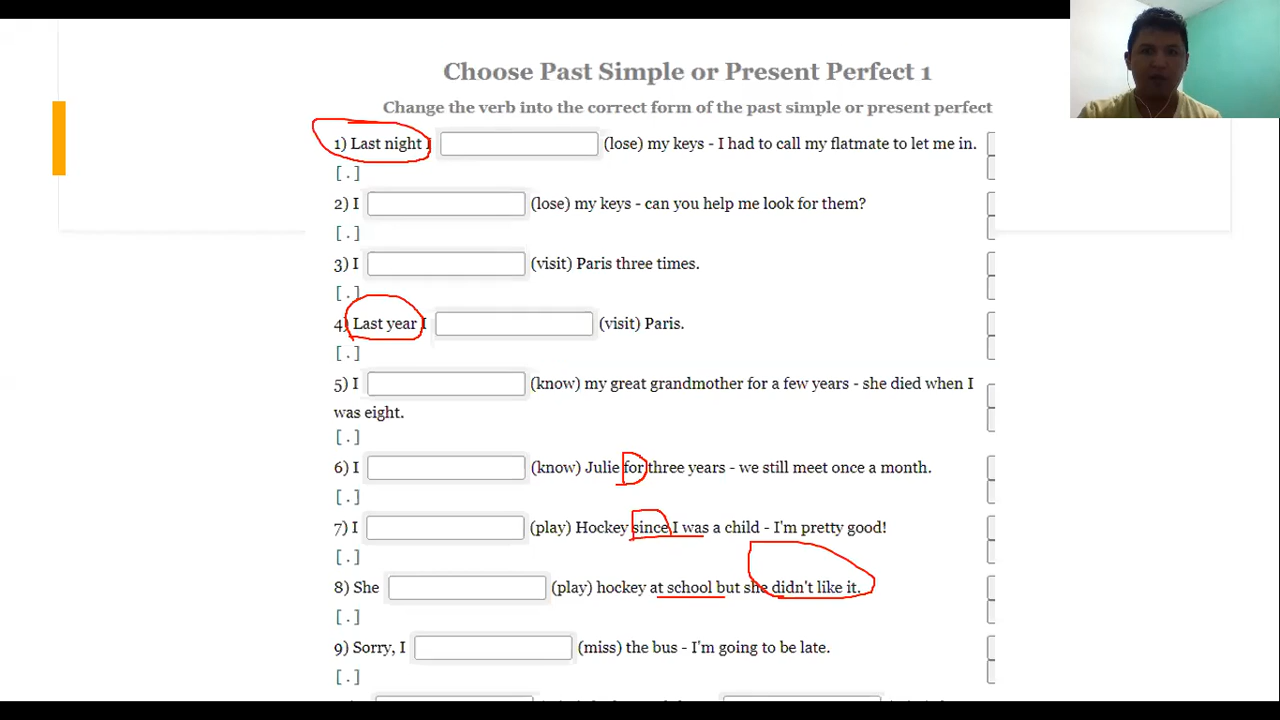 Choose Past Simple or Present Perfect 1
Change the verb into the correct form of the past simple or present perfect
1) Last night I (lose) my keys - I had to call my flatmate to let me in.
[ . ]
2) I (lose) my keys - can you help me look for them?
[ . ]
3) I (visit) Paris three times.
[ . ]
4) Last year I (visit) Paris.
[ . ]
5) I (know) my great grandmother for a few years - she died when I
was eight.
[ . ]
6) I (know) Julie for three years - we still meet once a month.
[ . ]
7) I (play) Hockey since I was a child - I'm pretty good!
[ . ]
8) She (play) hockey at school but she didn't like it.
[ . ]
9) Sorry, I (miss) the bus - I'm going to be late.
[ . ]